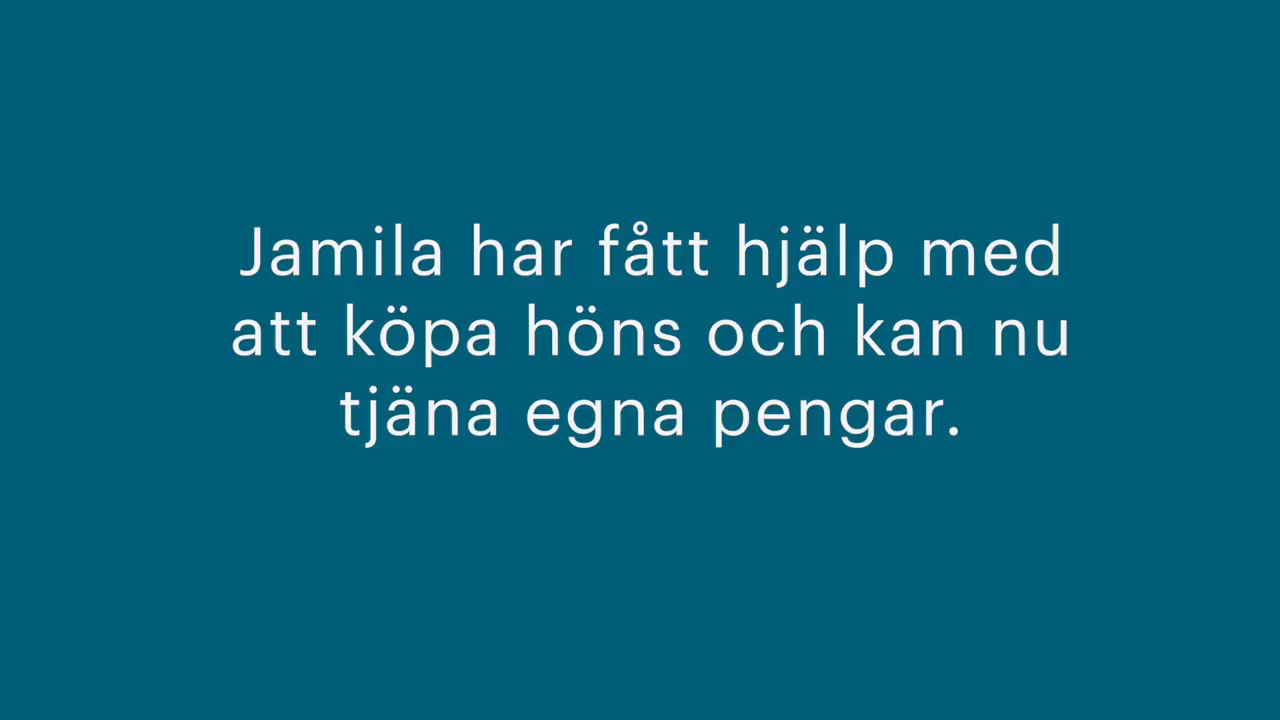 Jamila har fått hjälp med
att köpa höns och kan nu
tjäna egna pengar.